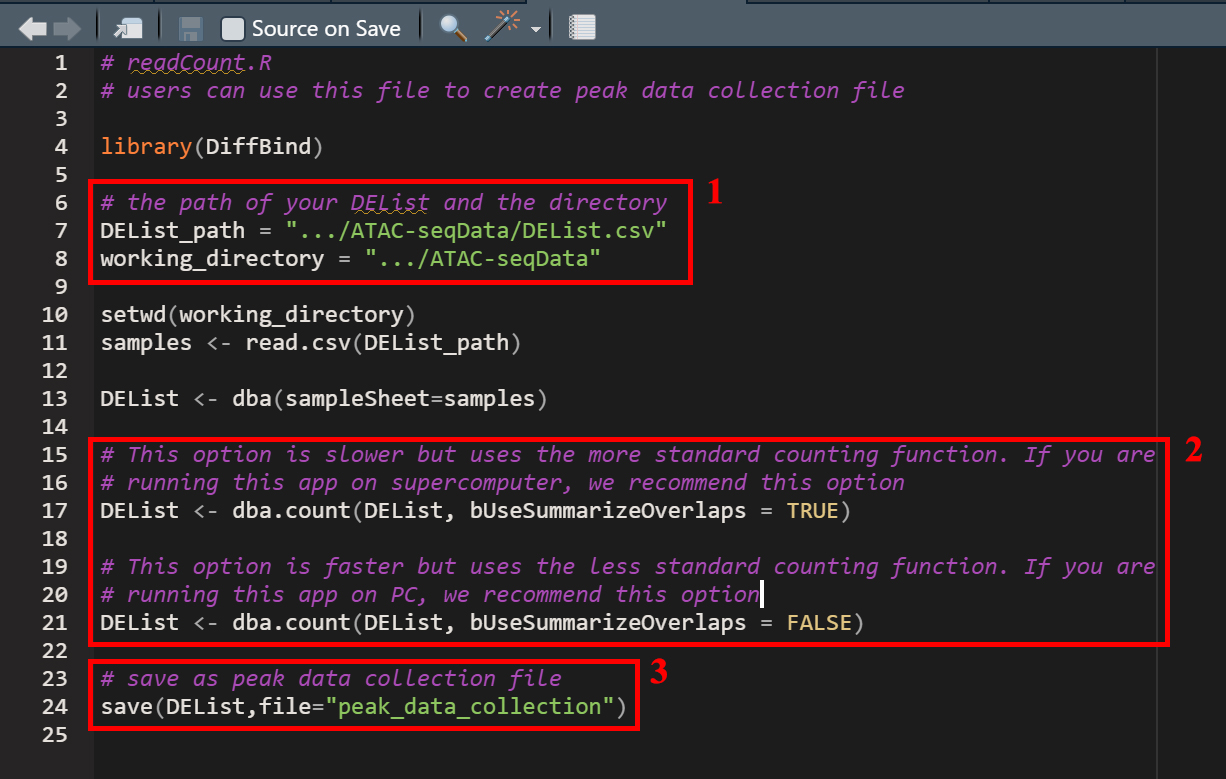 Source on Save
1 # readCount.R
2 # users can use this file to create peak data collection file
3
4 library(DiffBind)
5
6 # the path of your DEList and the directory 1
7 DEList_path = ".../ATAC-seqData/DEList.csv"
8 working_directory = ".../ATAC-seqData"
9
10 setwd(working_directory)
11 samples <- read.csv(DEList_path)
12
13 DEList <- dba(sampleSheet=samples)
14
15 # This option is slower but uses the more standard counting function. If you are 2
16 # running this app on supercomputer, we recommend this option
17 DEList <- dba.count(DEList, bUseSummarizeOverlaps = TRUE)
18
19 # This option is faster but uses the less standard counting function. If you are
20 # running this app on PC, we recommend this option
21 DEList <- dba.count(DEList, bUseSummarizeOverlaps = FALSE)
22
23 # save as peak data collection file 3
24 save(DEList,file="peak_data_collection")
25